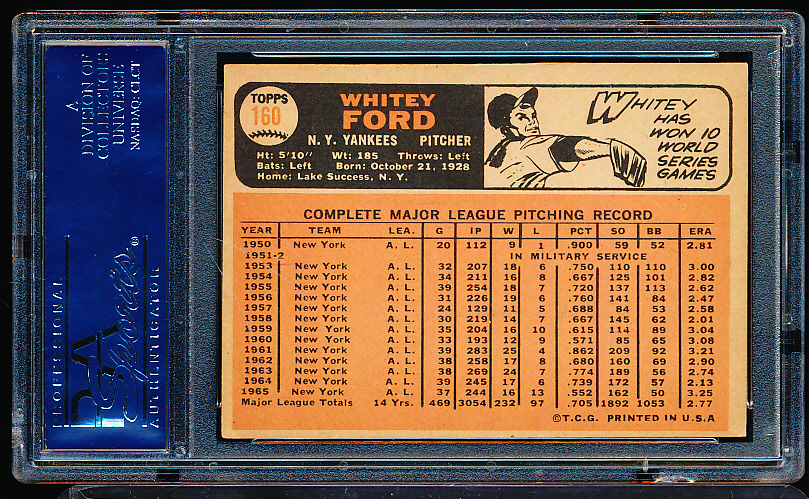 A
DIVISION OF
COLLECTORS
UNIVERSE
NASDAQ: CLCT
PROFESSIONAL
PSA
Sports®
AUTHENTICATOR
TOPPS
160
WHITEY
FORD
N. Y. YANKEES PITCHER
Ht: 5'10" Wt: 185 Throws: Left
Bats: Left Born: October 21, 1928
Home: Lake Success, N. Y.
WHITEY
HAS
WON 10
WORLD
SERIES
GAMES
COMPLETE MAJOR LEAGUE PITCHING RECORD
YEAR TEAM LEA. G IP W L PCT SO BB ERA
1950 New York A. L. 20 112 9 1 .900 59 52 2.81
1951-2 IN MILITARY SERVICE
1953 New York A. L. 32 207 18 6 .750 110 110 3.00
1954 New York A. L. 34 211 16 8 .667 125 101 2.82
1955 New York A. L. 39 254 18 7 .720 137 113 2.62
1956 New York A. L. 31 226 19 6 .760 141 84 2.47
1957 New York A. L. 24 129 11 5 .688 84 53 2.58
1958 New York A. L. 30 219 14 7 .667 145 62 2.01
1959 New York A. L. 35 204 16 10 .615 114 89 3.04
1960 New York A. L. 33 193 12 9 .571 85 65 3.08
1961 New York A. L. 39 283 25 4 .862 209 92 3.21
1962 New York A. L. 38 258 17 8 .680 160 69 2.90
1963 New York A. L. 38 269 24 7 .774 189 56 2.74
1964 New York A. L. 39 245 17 6 .739 172 57 2.13
1965 New York A. L. 37 244 16 13 .552 162 50 3.25
Major League Totals 14 Yrs. 469 3054 232 97 .705 1892 1053 2.77
©T.C.G. PRINTED IN U.S.A